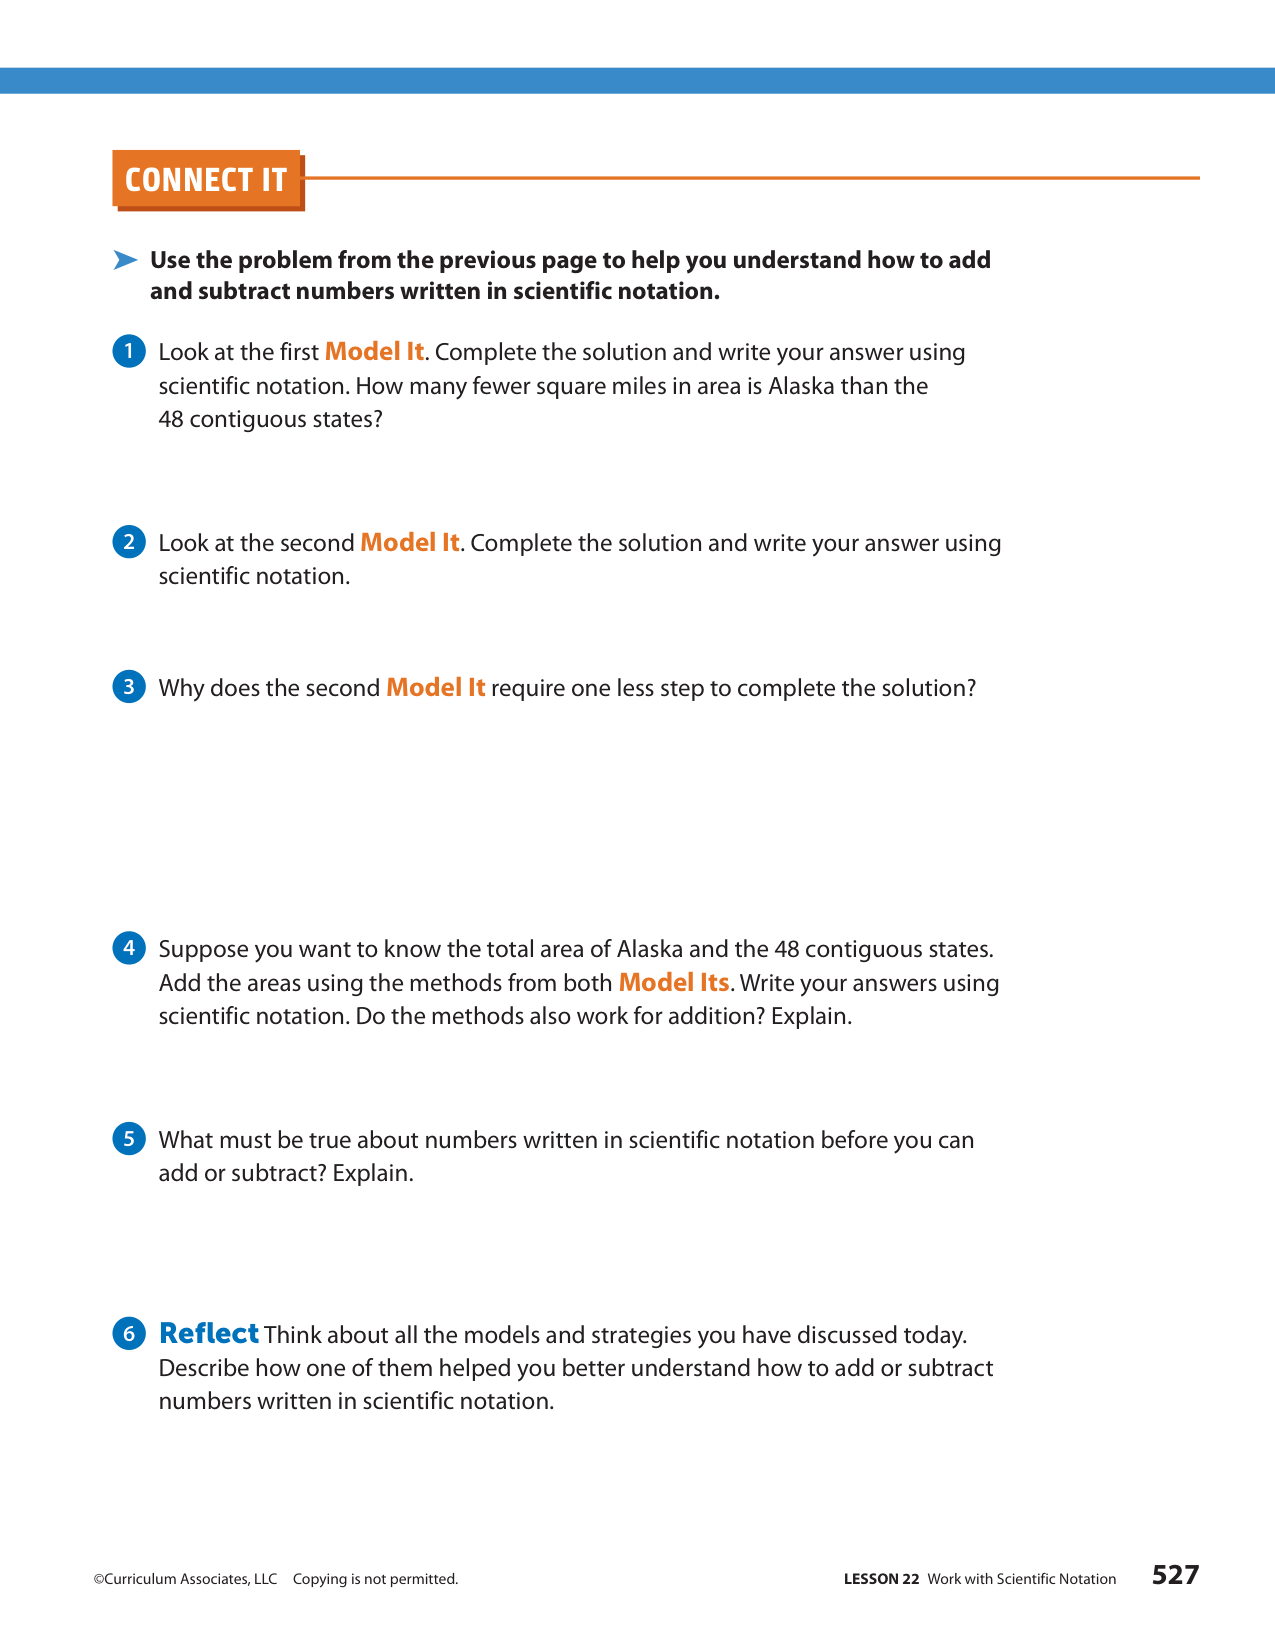 CONNECT IT
Use the problem from the previous page to help you understand how to add
and subtract numbers written in scientific notation.
1 Look at the first Model It. Complete the solution and write your answer using
scientific notation. How many fewer square miles in area is Alaska than the
48 contiguous states?
2 Look at the second Model It. Complete the solution and write your answer using
scientific notation.
3 Why does the second Model It require one less step to complete the solution?
4 Suppose you want to know the total area of Alaska and the 48 contiguous states.
Add the areas using the methods from both Model Its. Write your answers using
scientific notation. Do the methods also work for addition? Explain.
5 What must be true about numbers written in scientific notation before you can
add or subtract? Explain.
6 Reflect Think about all the models and strategies you have discussed today.
Describe how one of them helped you better understand how to add or subtract
numbers written in scientific notation.
©Curriculum Associates, LLC Copying is not permitted.
LESSON 22 Work with Scientific Notation 527